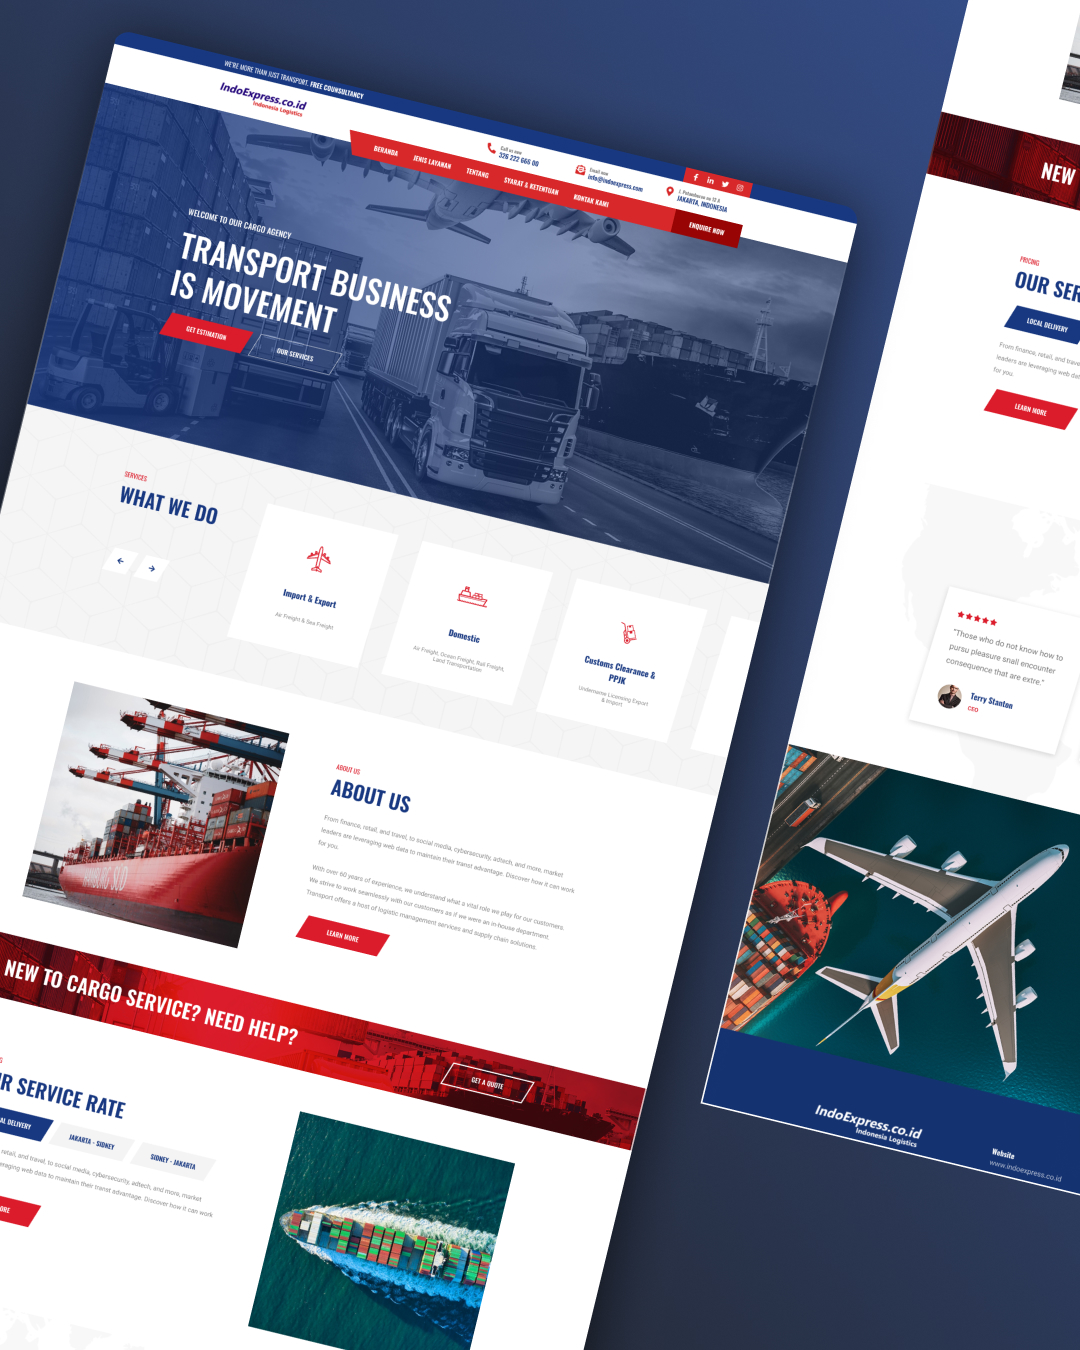 WE'RE MORE THAN JUST TRANSPORT. FREE COUNSULTANCY
IndoExpress.co.id
Indonesia Logistics
Call us now
326 222 666 00
Email now
info@indoexpress.com
JAKARTA, INDONESIA
BERANDA
JENIS LAYANAN
TENTANG
SYARAT & KETENTUAN
KONTAK KAMI
ENQUIRE NOW
WELCOME TO OUR CARGO AGENCY
TRANSPORT BUSINESS
IS MOVEMENT
GET ESTIMATION
OUR SERVICES
SERVICES
WHAT WE DO
Import & Export
Air Freight & Sea Freight
Domestic
Air Freight, Ocean Freight, Rail Freight,
Land Transportation
Customs Clearance &
PPJK
Undername Licensing Export
& Import
ABOUT US
ABOUT US
From finance, retail, and travel, to social media, cybersecurity, adtech, and more, market
leaders are leveraging web data to maintain their transt advantage. Discover how it can work
for you.
With over 60 years of experience, we understand what a vital role we play for our customers.
We strive to work seamlessly with our customers as if we were an in-house department.
Transport offers a host of logistic management services and supply chain solutions
LEARN MORE
HAMBURG SÜD
NEW TO CARGO SERVICE? NEED HELP?
GET A QUOTE
R SERVICE RATE
AL DELIVERY
JAKARTA - SIDNEY
SIDNEY - JAKARTA
retail, and travel, to social media, cybersecurity, adtech, and more, market
eraging web data to maintain their transt advantage. Discover how it can work
ORE
NEW
PRICING
OUR SER
LOCAL DELIVERY
From finance, retail, and trave
leaders are leveraging web dat
for you.
LEARN MORE
"Those who do not know how to
pursu pleasure snall encounter
consequence that are extre."
Terry Stanton
CEO
IndoExpress.co.id
Indonesia Logistics
Website
www.indoexpress.co.id